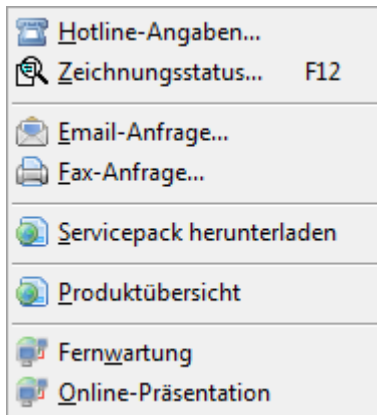 Hotline-Angaben...
Zeichnungsstatus... F12
Email-Anfrage...
Fax-Anfrage...
Servicepack herunterladen
Produktübersicht
Fernwartung
Online-Präsentation